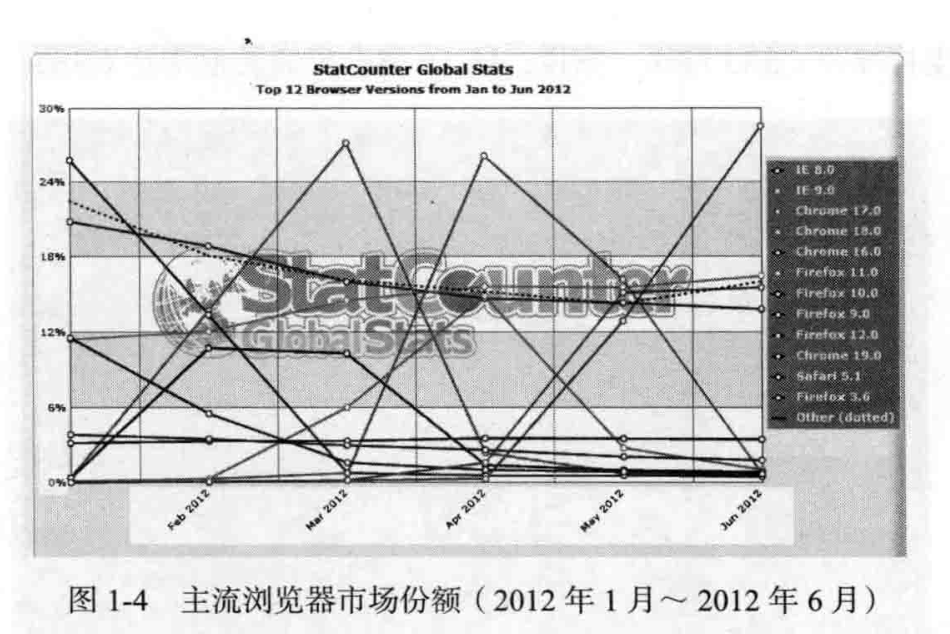 StatCounter Global Stats
Top 12 Browser Versions from Jan to Jun 2012
30%
24%
18%
12%
6%
0%
StatCounter
GlobalStats
Feb 2012
Mar 2012
Apr 2012
May 2012
Jun 2012
IE 8.0
IE 9.0
Chrome 17.0
Chrome 18.0
Chrome 16.0
Firefox 11.0
Firefox 10.0
Firefox 9.0
Firefox 12.0
Chrome 19.0
Safari 5.1
Firefox 3.6
Other (dotted)
图 1-4 主流浏览器市场份额（2012 年 1 月～ 2012 年 6 月）